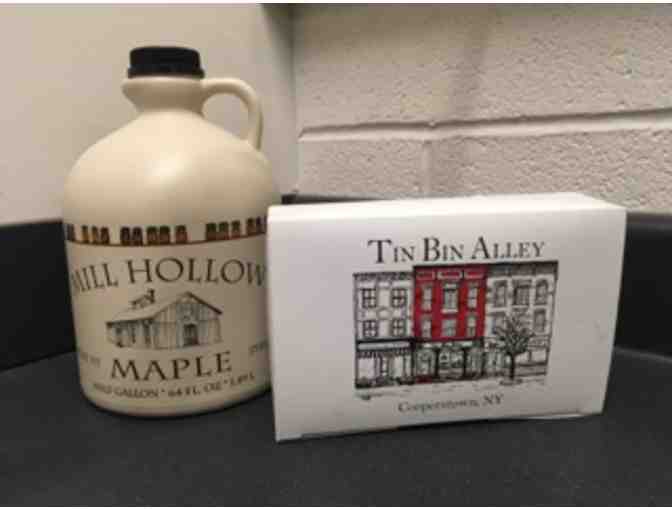 MILL HOLLOW
MAPLE
HALF GALLON * 64 FL. OZ * 1.89 L
TIN BIN ALLEY
Cooperstown, NY